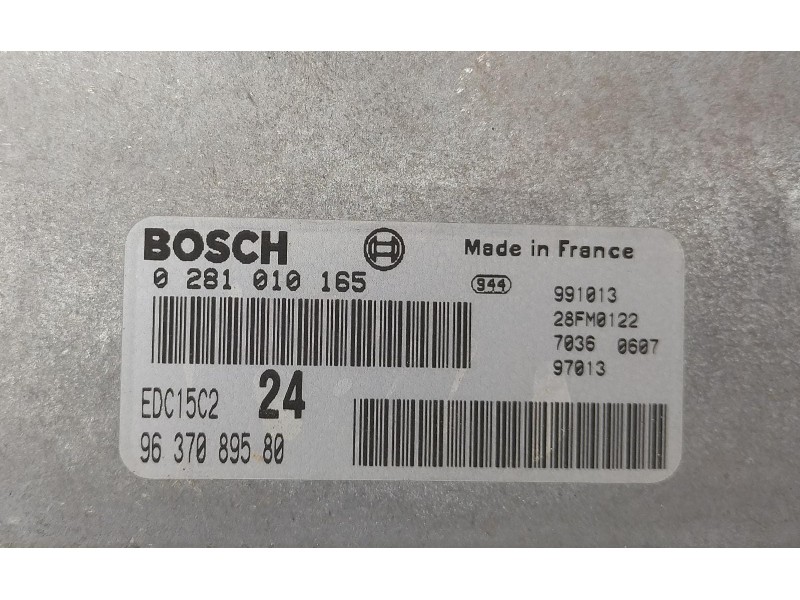 BOSCH Made in France
0 281 010 165
944 991013
28FM0122
7036 0607
97013
EDC15C2 24
96 370 895 80